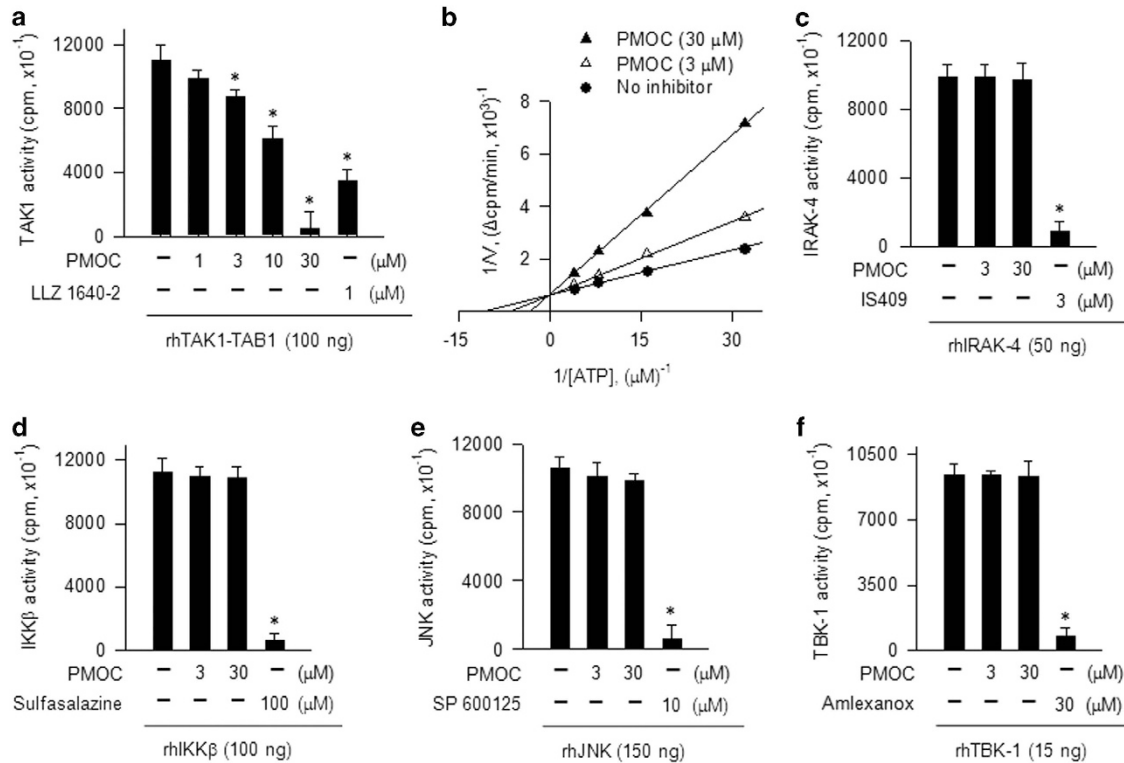 a
TAK1 activity (cpm, x10⁻¹)
12000
8000
4000
0
* * * *
PMOC – 1 3 10 30 – (μM)
LLZ 1640-2 – – – – – 1 (μM)
rhTAK1-TAB1 (100 ng)
b
▲ PMOC (30 μM)
△ PMOC (3 μM)
● No inhibitor
1/V, (Δcpm/min, x10³)⁻¹
8
6
4
2
-15 0 15 30
1/[ATP], (μM)⁻¹
c
IRAK-4 activity (cpm, x10⁻¹)
12000
8000
4000
0
*
PMOC – 3 30 – (μM)
IS409 – – – 3 (μM)
rhIRAK-4 (50 ng)
d
IKKβ activity (cpm, x10⁻¹)
12000
8000
4000
0
*
PMOC – 3 30 – (μM)
Sulfasalazine – – – 100 (μM)
rhIKKβ (100 ng)
e
JNK activity (cpm, x10⁻¹)
12000
8000
4000
0
*
PMOC – 3 30 – (μM)
SP 600125 – – – 10 (μM)
rhJNK (150 ng)
f
TBK-1 activity (cpm, x10⁻¹)
10500
7000
3500
0
*
PMOC – 3 30 – (μM)
Amlexanox – – – 30 (μM)
rhTBK-1 (15 ng)